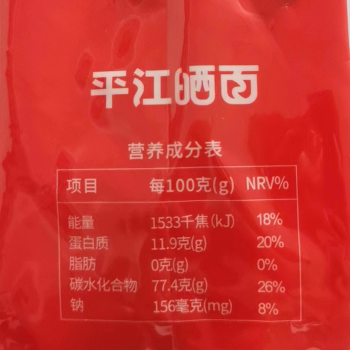 平江晒面
营养成分表
项目 每100克(g) NRV%
能量 1533千焦(kJ) 18%
蛋白质 11.9克(g) 20%
脂肪 0克(g) 0%
碳水化合物 77.4克(g) 26%
钠 156毫克(mg) 8%